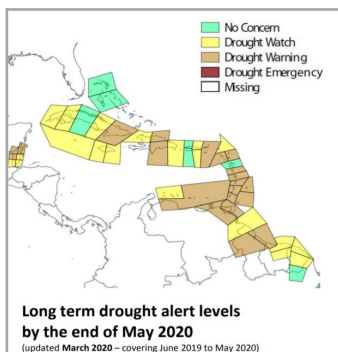 No Concern
Drought Watch
Drought Warning
Drought Emergency
Missing
Long term drought alert levels
by the end of May 2020
(updated March 2020 – covering June 2019 to May 2020)